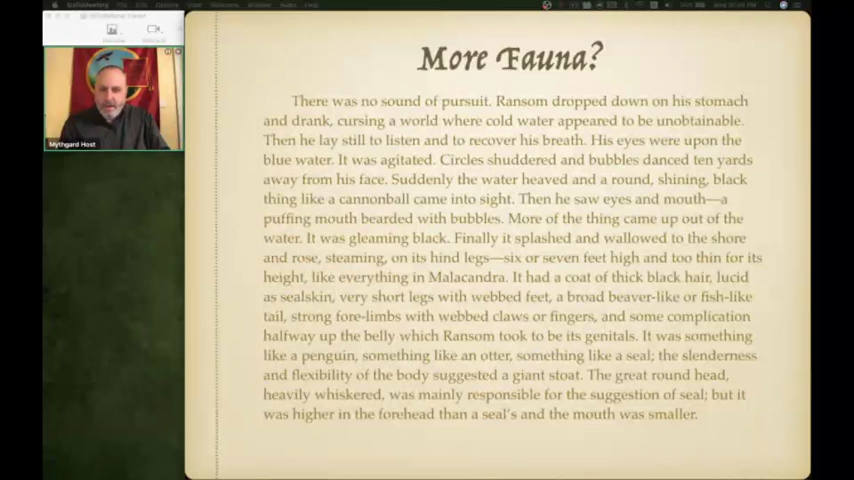 GoToMeeting
More Fauna?
There was no sound of pursuit. Ransom dropped down on his stomach
and drank, cursing a world where cold water appeared to be unobtainable.
Then he lay still to listen and to recover his breath. His eyes were upon the
blue water. It was agitated. Circles shuddered and bubbles danced ten yards
away from his face. Suddenly the water heaved and a round, shining, black
thing like a cannonball came into sight. Then he saw eyes and mouth—a
puffing mouth bearded with bubbles. More of the thing came up out of the
water. It was gleaming black. Finally it splashed and wallowed to the shore
and rose, steaming, on its hind legs—six or seven feet high and too thin for its
height, like everything in Malacandra. It had a coat of thick black hair, lucid
as sealskin, very short legs with webbed feet, a broad beaver-like or fish-like
tail, strong fore-limbs with webbed claws or fingers, and some complication
halfway up the belly which Ransom took to be its genitals. It was something
like a penguin, something like an otter, something like a seal; the slenderness
and flexibility of the body suggested a giant stoat. The great round head,
heavily whiskered, was mainly responsible for the suggestion of seal; but it
was higher in the forehead than a seal's and the mouth was smaller.
Mythgard Host